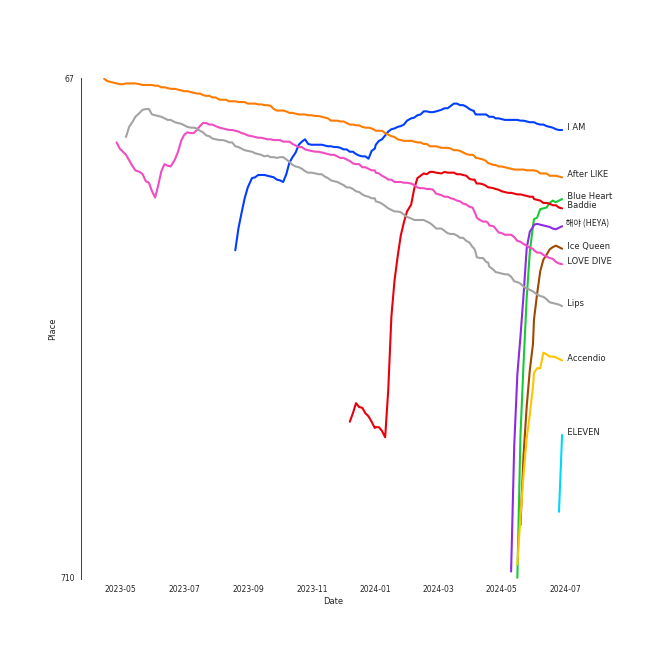 67
I AM
After LIKE
Blue Heart
Baddie
해야 (HEYA)
Ice Queen
LOVE DIVE
Lips
Accendio
ELEVEN
Place
710
2023-05
2023-07
2023-09
2023-11
2024-01
2024-03
2024-05
2024-07
Date